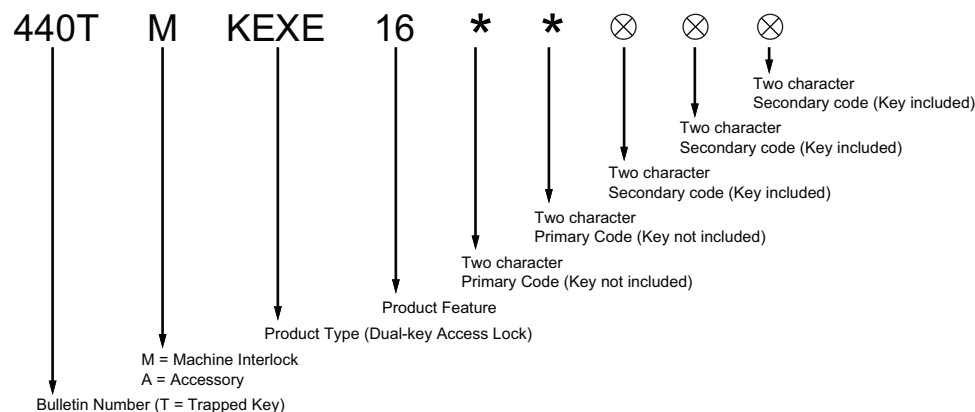 440T M KEXE 16 * * ⊗ ⊗ ⊗
Two character
Secondary code (Key included)
Two character
Secondary code (Key included)
Two character
Secondary code (Key included)
Two character
Primary Code (Key not included)
Two character
Primary Code (Key not included)
Product Feature
Product Type (Dual-key Access Lock)
M = Machine Interlock
A = Accessory
Bulletin Number (T = Trapped Key)